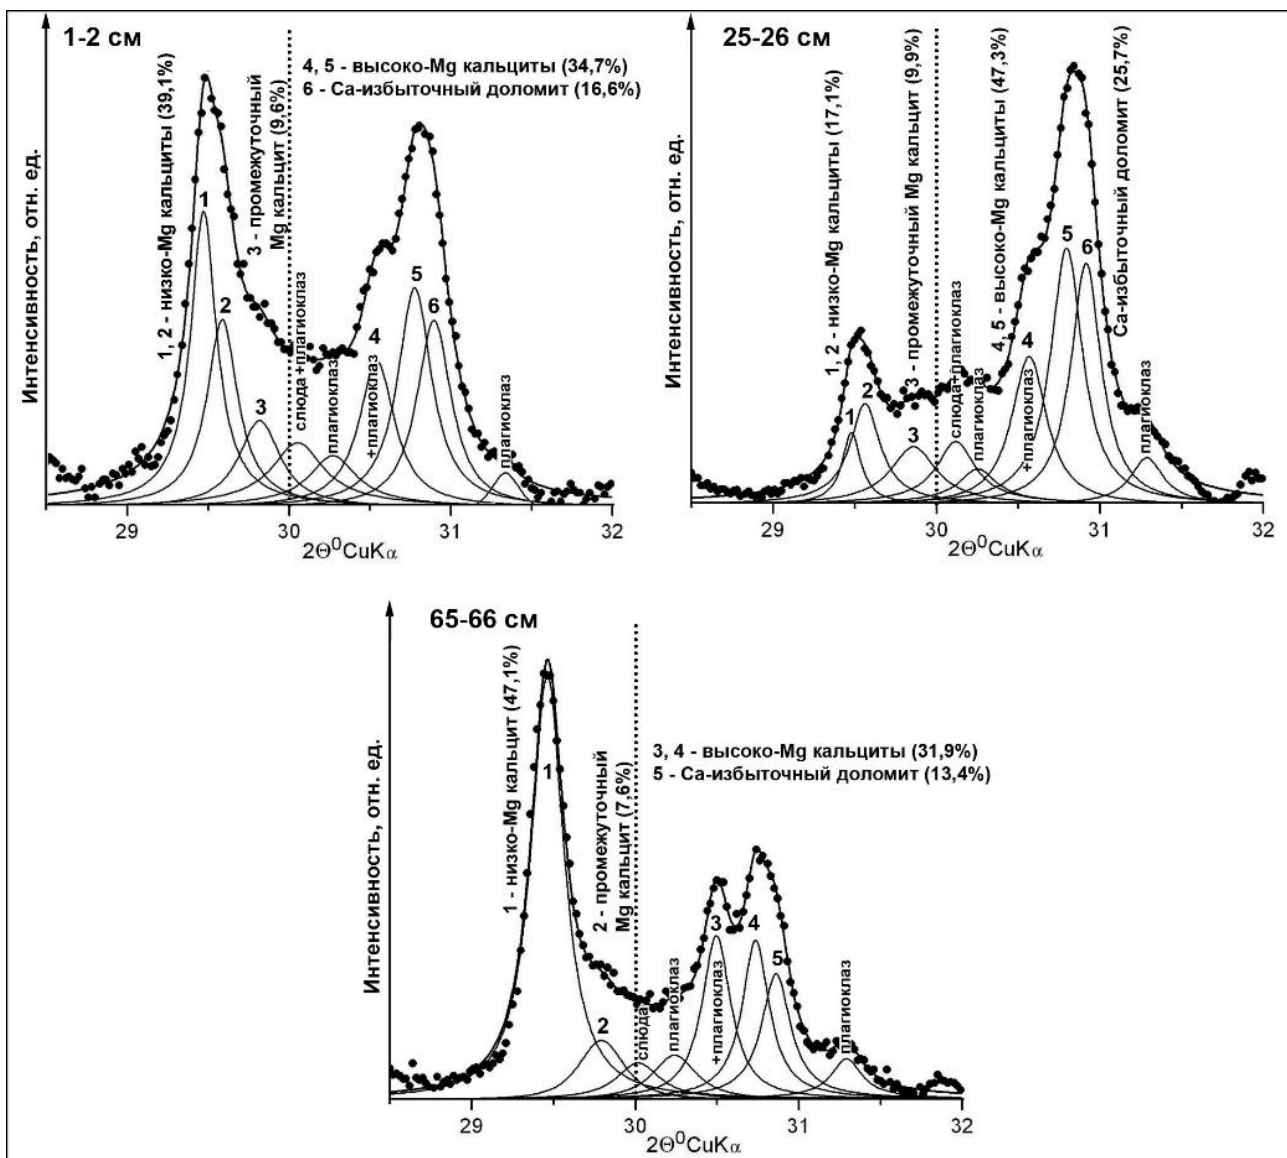 1-2 см
Интенсивность, отн. ед.
1, 2 - низко-Mg кальциты (39,1%)
3 - промежуточный
Mg кальцит (9,6%)
4, 5 - высоко-Mg кальциты (34,7%)
6 - Ca-избыточный доломит (16,6%)
1
2
3
слюда+плагиоклаз
плагиоклаз
4
+плагиоклаз
5
6
плагиоклаз
29
30
31
32
2Θ⁰CuKα
25-26 см
Интенсивность, отн. ед.
1, 2 - низко-Mg кальциты (17,1%)
3 - промежуточный Mg кальцит (9,9%)
4, 5 - высоко-Mg кальциты (47,3%)
Ca-избыточный доломит (25,7%)
1
2
3
слюда+плагиоклаз
плагиоклаз
4
+плагиоклаз
5
6
плагиоклаз
29
30
31
32
2Θ⁰CuKα
65-66 см
Интенсивность, отн. ед.
1 - низко-Mg кальцит (47,1%)
2 - промежуточный
Mg кальцит (7,6%)
3, 4 - высоко-Mg кальциты (31,9%)
5 - Ca-избыточный доломит (13,4%)
1
2
слюда
плагиоклаз
3
+плагиоклаз
4
5
плагиоклаз
29
30
31
32
2Θ⁰CuKα